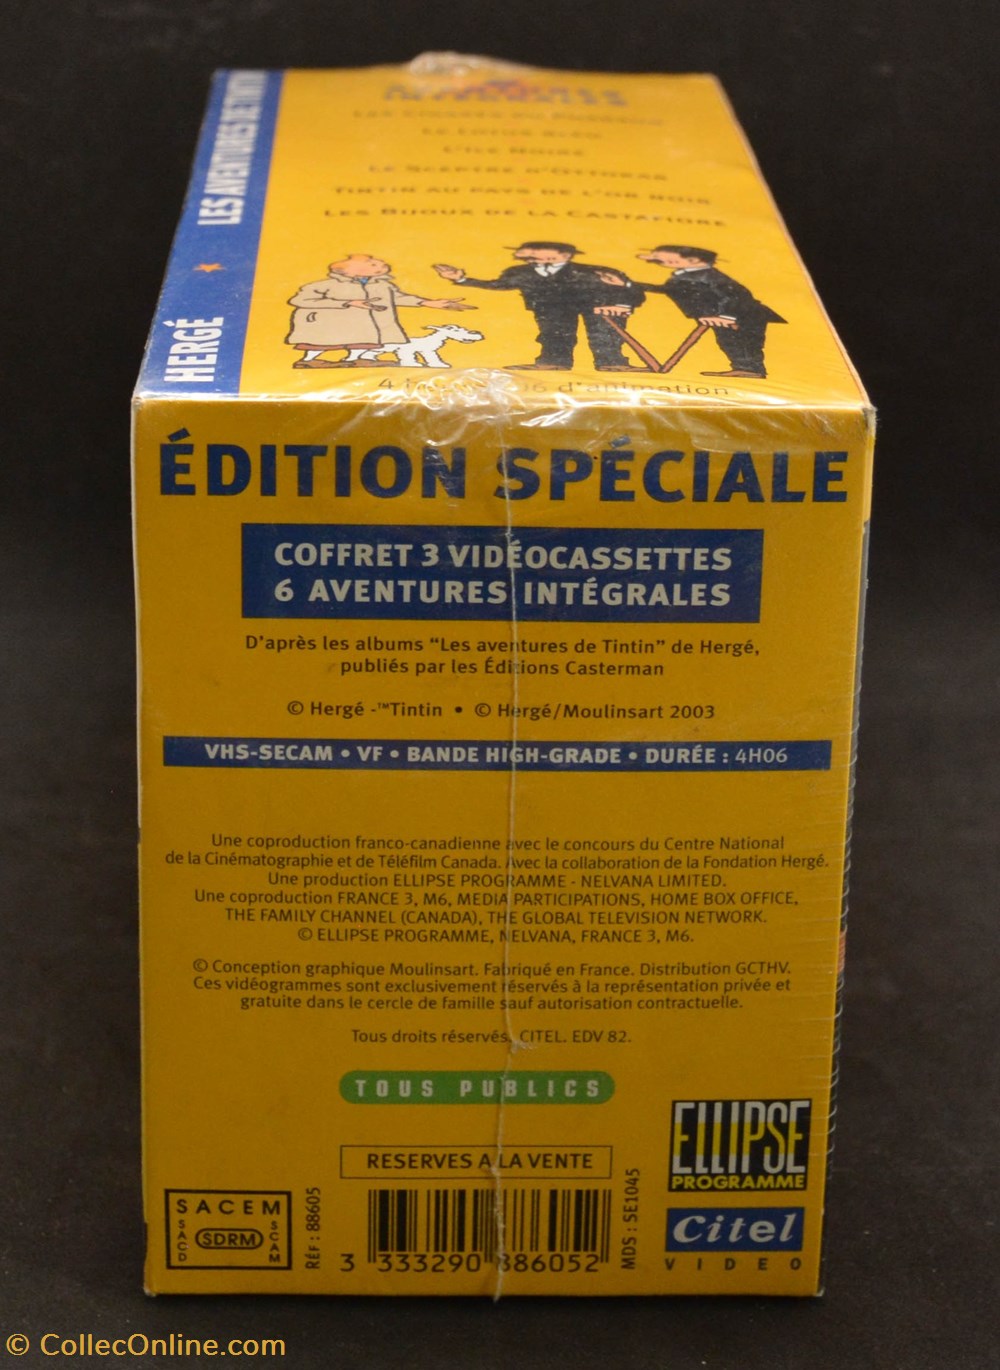 HERGÉ ★ LES AVENTURES DE TINTIN
INTÉGRALES
LES CIGARES DU PHARAON
LE LOTUS BLEU
L'ILE NOIRE
LE SCEPTRE D'OTTOKAR
TINTIN AU PAYS DE L'OR NOIR
LES BIJOUX DE LA CASTAFIORE
d'animation
ÉDITION SPÉCIALE
COFFRET 3 VIDÉOCASSETTES
6 AVENTURES INTÉGRALES
D'après les albums “Les aventures de Tintin” de Hergé,
publiés par les Éditions Casterman
© Hergé -™Tintin • © Hergé/Moulinsart 2003
VHS-SECAM • VF • BANDE HIGH-GRADE • DURÉE : 4H06
Une coproduction franco-canadienne avec le concours du Centre National
de la Cinématographie et de Téléfilm Canada. Avec la collaboration de la Fondation Hergé.
Une production ELLIPSE PROGRAMME - NELVANA LIMITED.
Une coproduction FRANCE 3, M6, MEDIA PARTICIPATIONS, HOME BOX OFFICE,
THE FAMILY CHANNEL (CANADA), THE GLOBAL TELEVISION NETWORK.
© ELLIPSE PROGRAMME, NELVANA, FRANCE 3, M6.
© Conception graphique Moulinsart. Fabriqué en France. Distribution GCTHV.
Ces vidéogrammes sont exclusivement réservés à la représentation privée et
gratuite dans le cercle de famille sauf autorisation contractuelle.
Tous droits réservés. CITEL. EDV 82.
TOUS PUBLICS
RESERVES A LA VENTE
SACEM
SACD
SDRM
SCAM
RÉF : 88605
3 333290 886052
MDS : SE1045
ELLIPSE
PROGRAMME
Citel
VIDEO
© CollecOnline.com